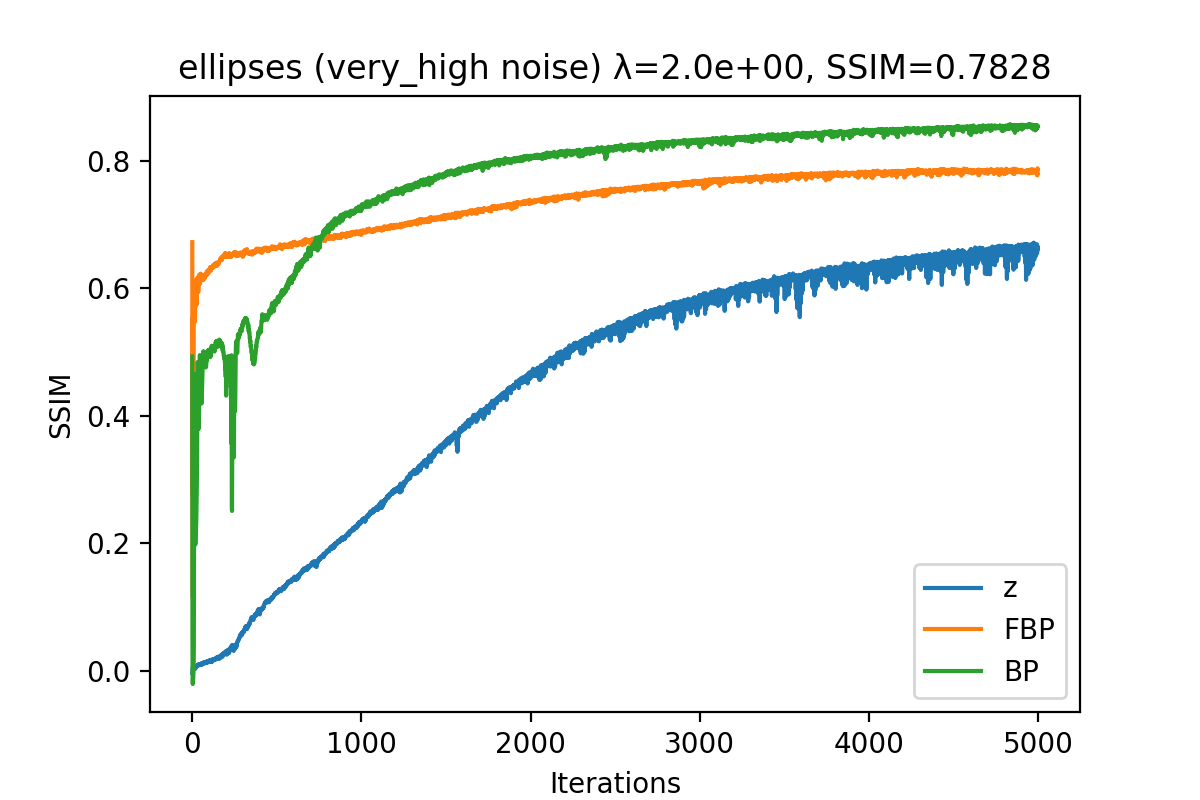 ellipses (very_high noise) λ=2.0e+00, SSIM=0.7828
SSIM
0.8
0.6
0.4
0.2
0.0
z
FBP
BP
0 1000 2000 3000 4000 5000
Iterations